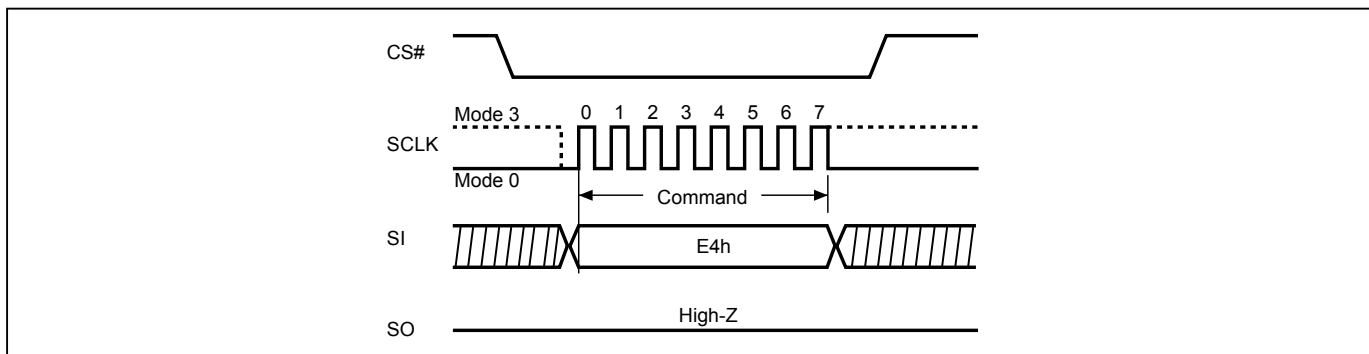 CS#
Mode 3
0 1 2 3 4 5 6 7
SCLK
Mode 0
Command
SI
E4h
High-Z
SO